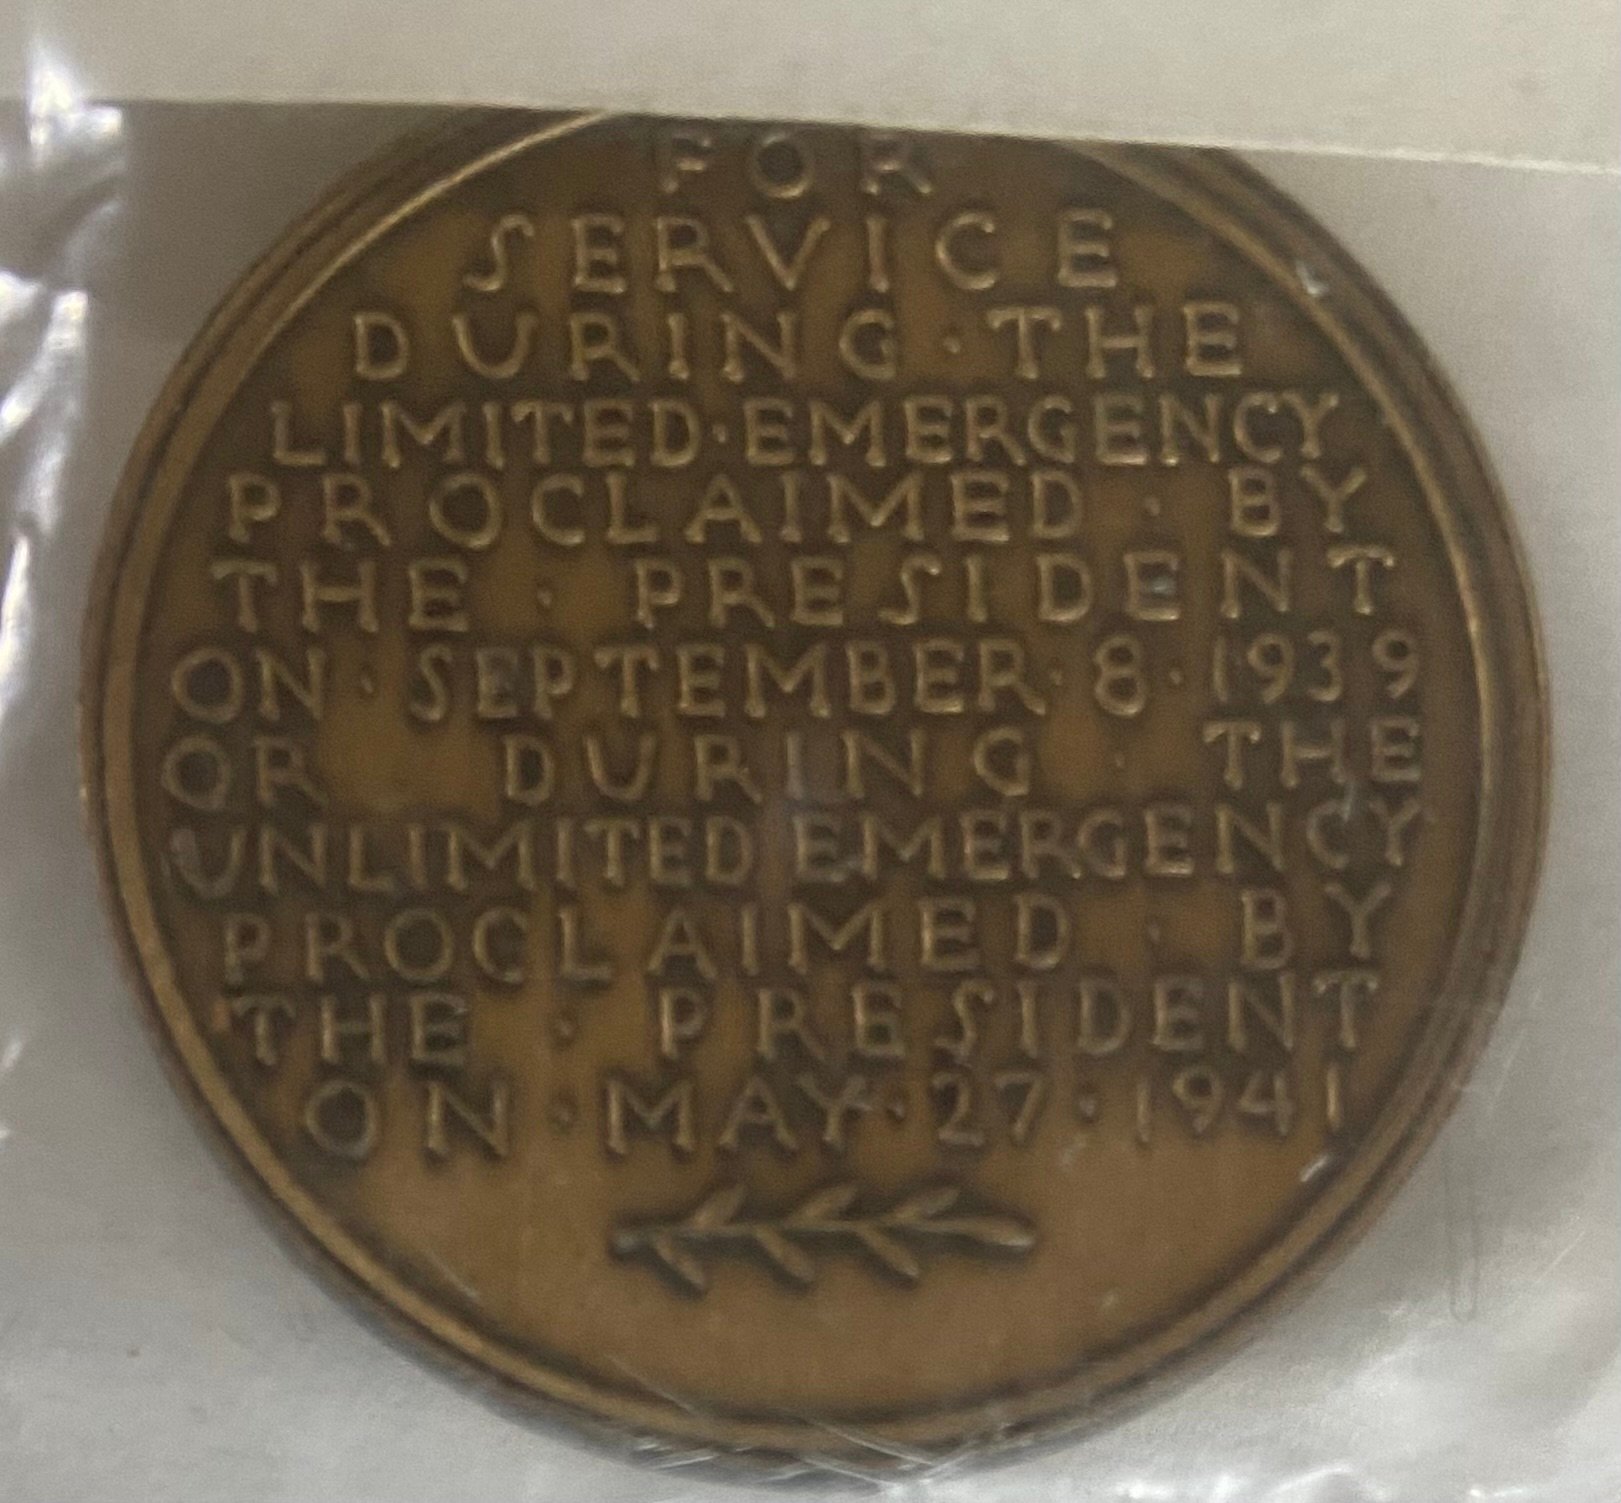 FOR
SERVICE
DURING·THE
LIMITED·EMERGENCY
PROCLAIMED·BY
THE·PRESIDENT
ON·SEPTEMBER·8·1939
OR DURING·THE
UNLIMITED EMERGENCY
PROCLAIMED·BY
THE·PRESIDENT
ON·MAY·27·1941